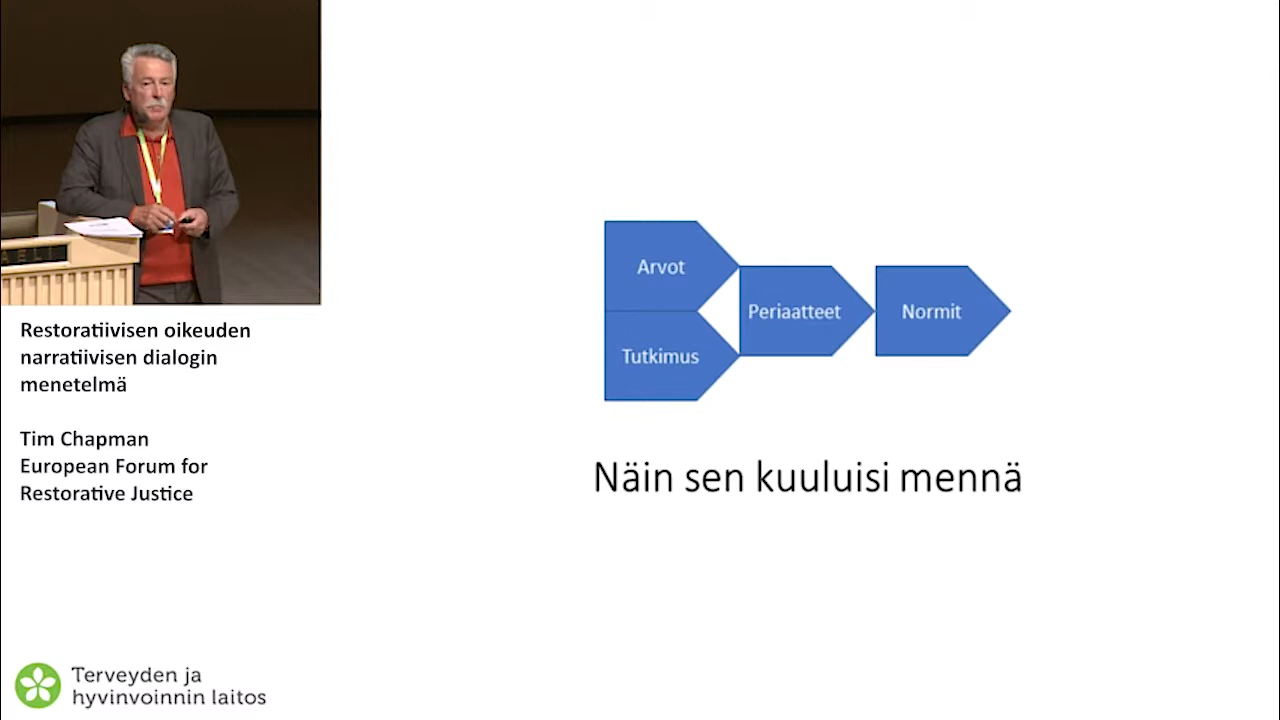 Restoratiivisen oikeuden
narratiivisen dialogin
menetelmä
Tim Chapman
European Forum for
Restorative Justice
Terveyden ja
hyvinvoinnin laitos
Arvot
Tutkimus
Periaatteet
Normit
Näin sen kuuluisi mennä